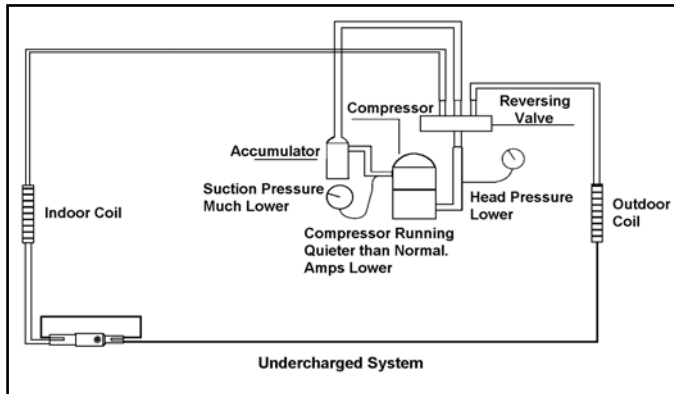 Compressor
Reversing
Valve
Accumulator
Suction Pressure
Much Lower
Head Pressure
Lower
Indoor Coil
Outdoor
Coil
Compressor Running
Quieter than Normal.
Amps Lower
Undercharged System